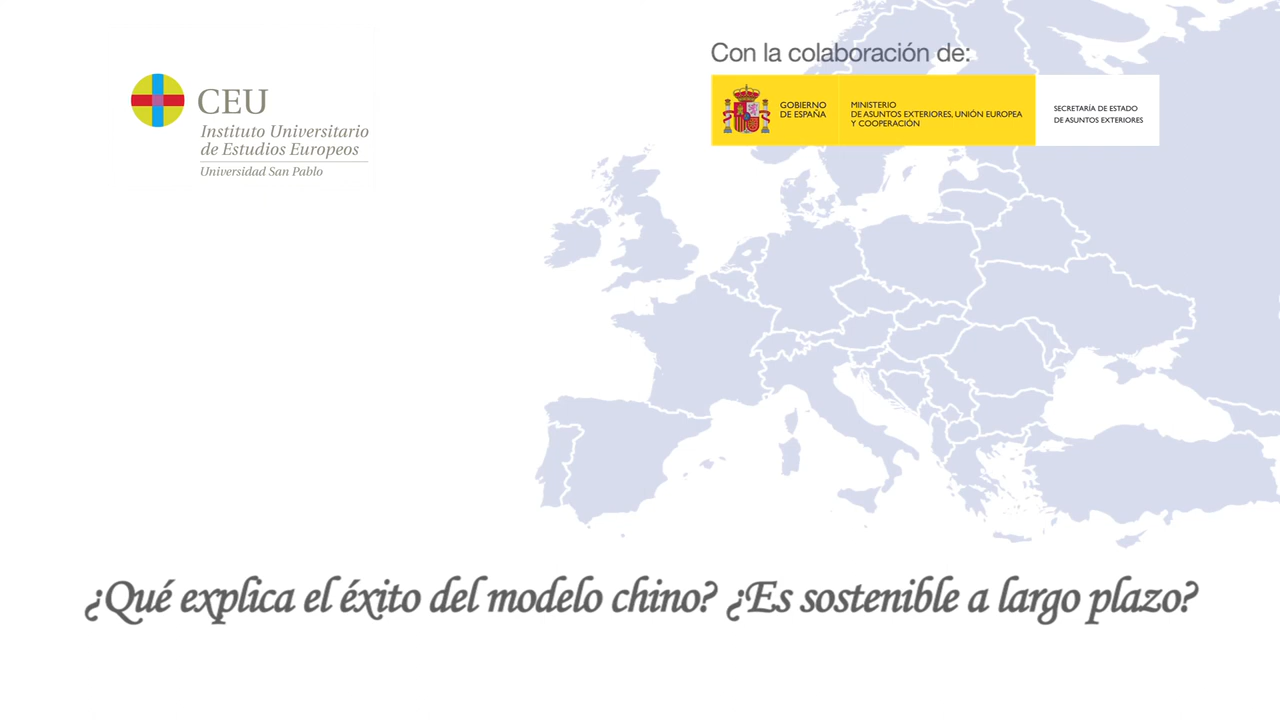 CEU
Instituto Universitario
de Estudios Europeos
Universidad San Pablo
Con la colaboración de:
GOBIERNO
DE ESPAÑA
MINISTERIO
DE ASUNTOS EXTERIORES, UNIÓN EUROPEA
Y COOPERACIÓN
SECRETARÍA DE ESTADO
DE ASUNTOS EXTERIORES
¿Qué explica el éxito del modelo chino? ¿Es sostenible a largo plazo?